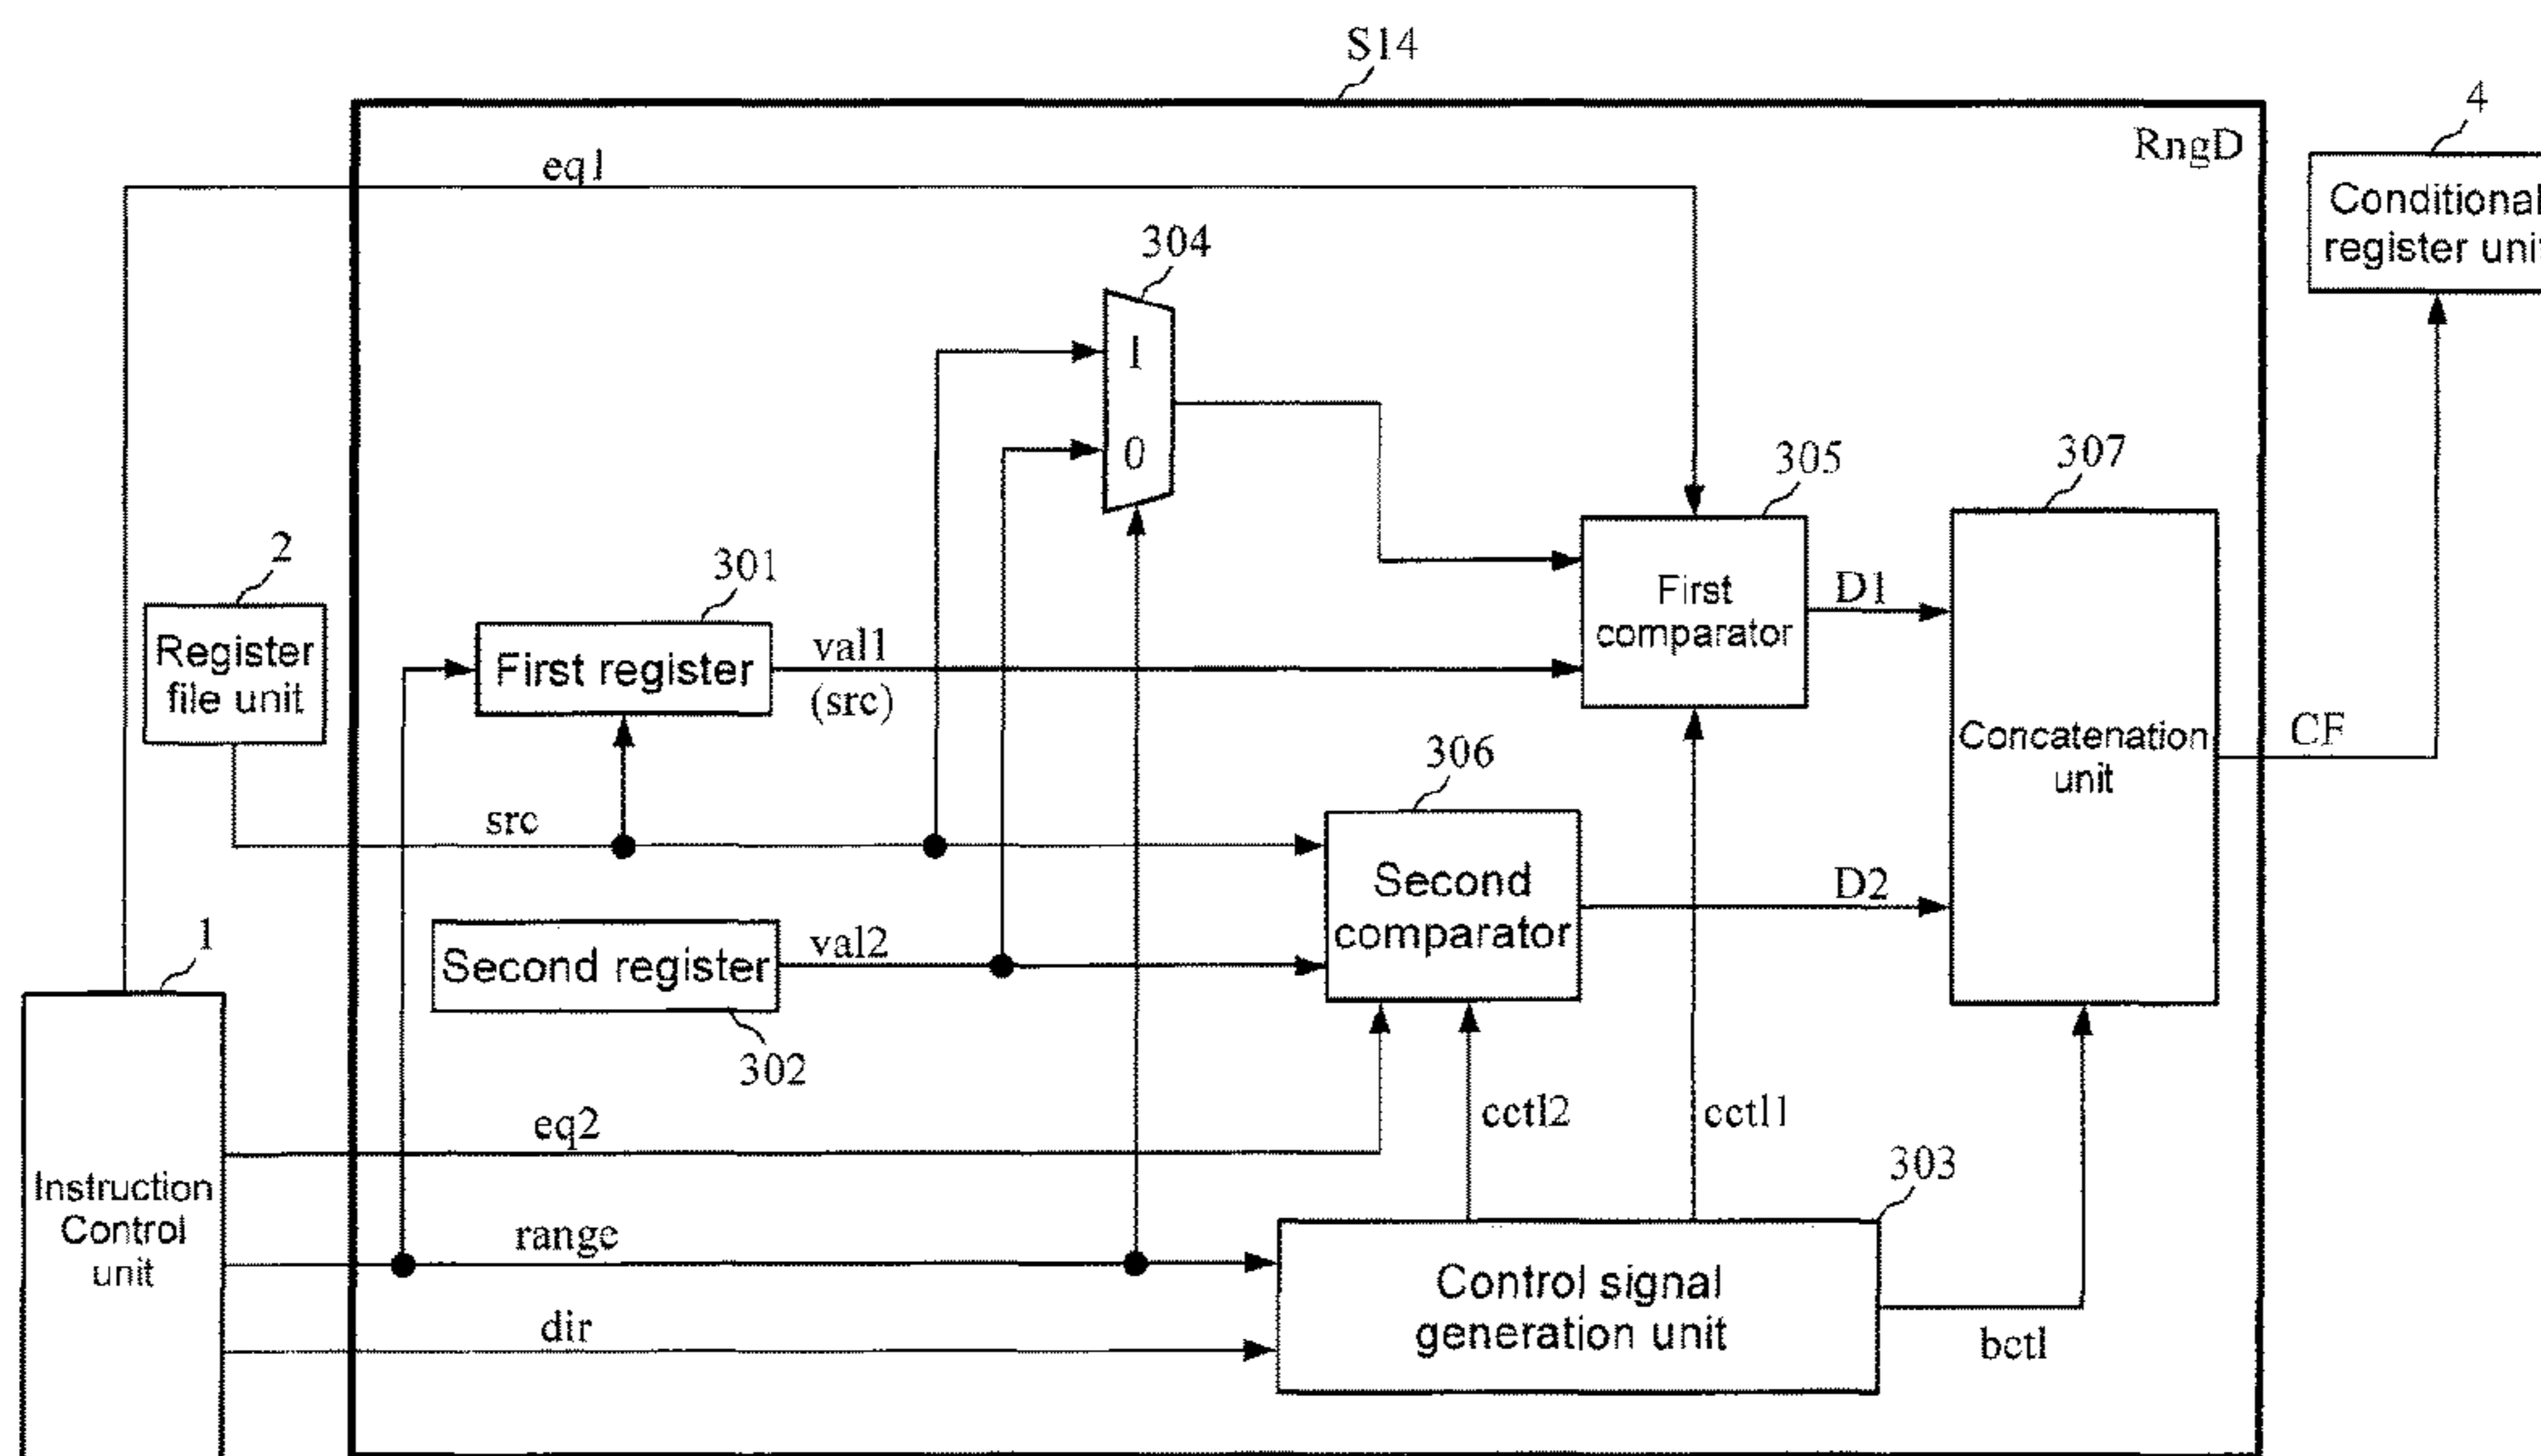 S14
4
RngD
Conditional
register unit
eq1
304
1
0
305
307
2
301
Register
file unit
First register
val1
(src)
First
comparator
D1
Concatenation
unit
CF
306
src
Second
comparator
D2
1
Second register
val2
302
eq2
cctl2
cctl1
303
Instruction
Control
unit
range
Control signal
generation unit
dir
bctl